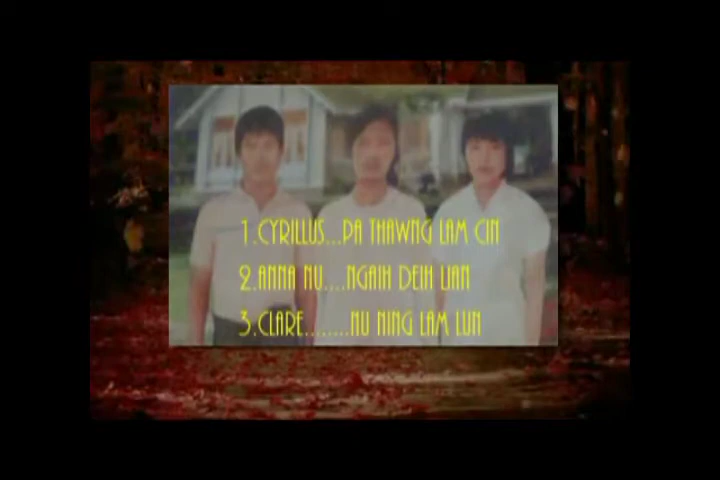 1.CYRILLUS...PA THAWNG LAM CIN
2.ANNA NU....NGAIH DEIH LIAN
3.CLARE........NU NING LAM LUN